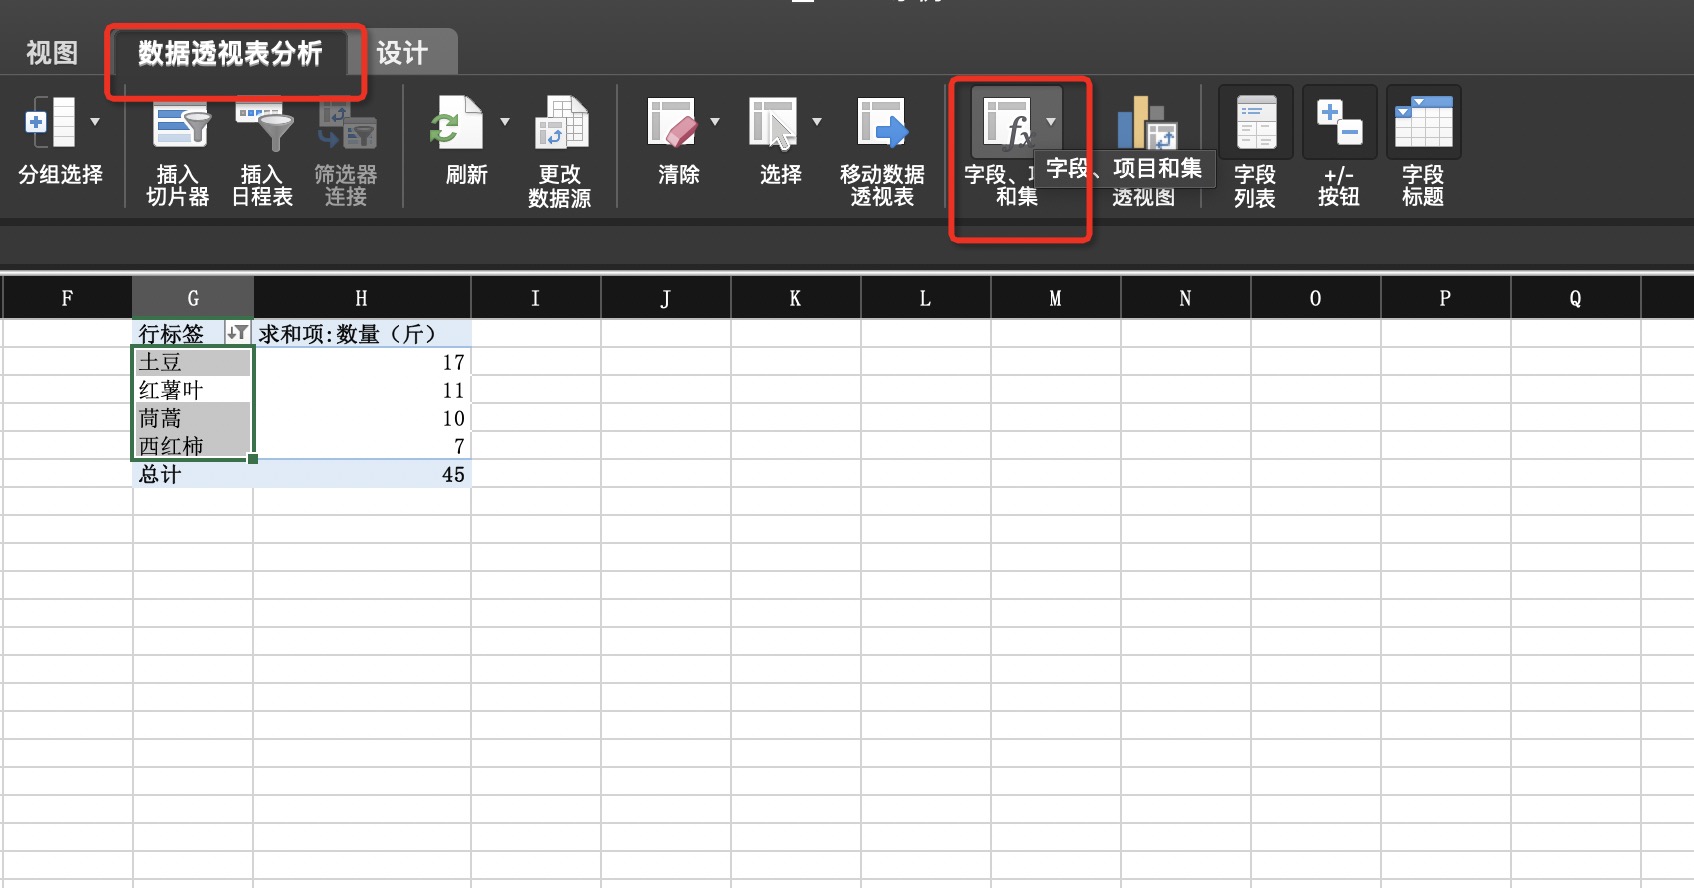 视图
数据透视表分析
设计
分组选择
插入
切片器
插入
日程表
筛选器
连接
刷新
更改
数据源
清除
选择
移动数据
透视表
fx
字段、
和集
字段、项目和集
透视图
字段
列表
+/-
按钮
字段
标题
F G H I J K L M N O P Q
行标签 求和项:数量（斤）
土豆 17
红薯叶 11
茼蒿 10
西红柿 7
总计 45